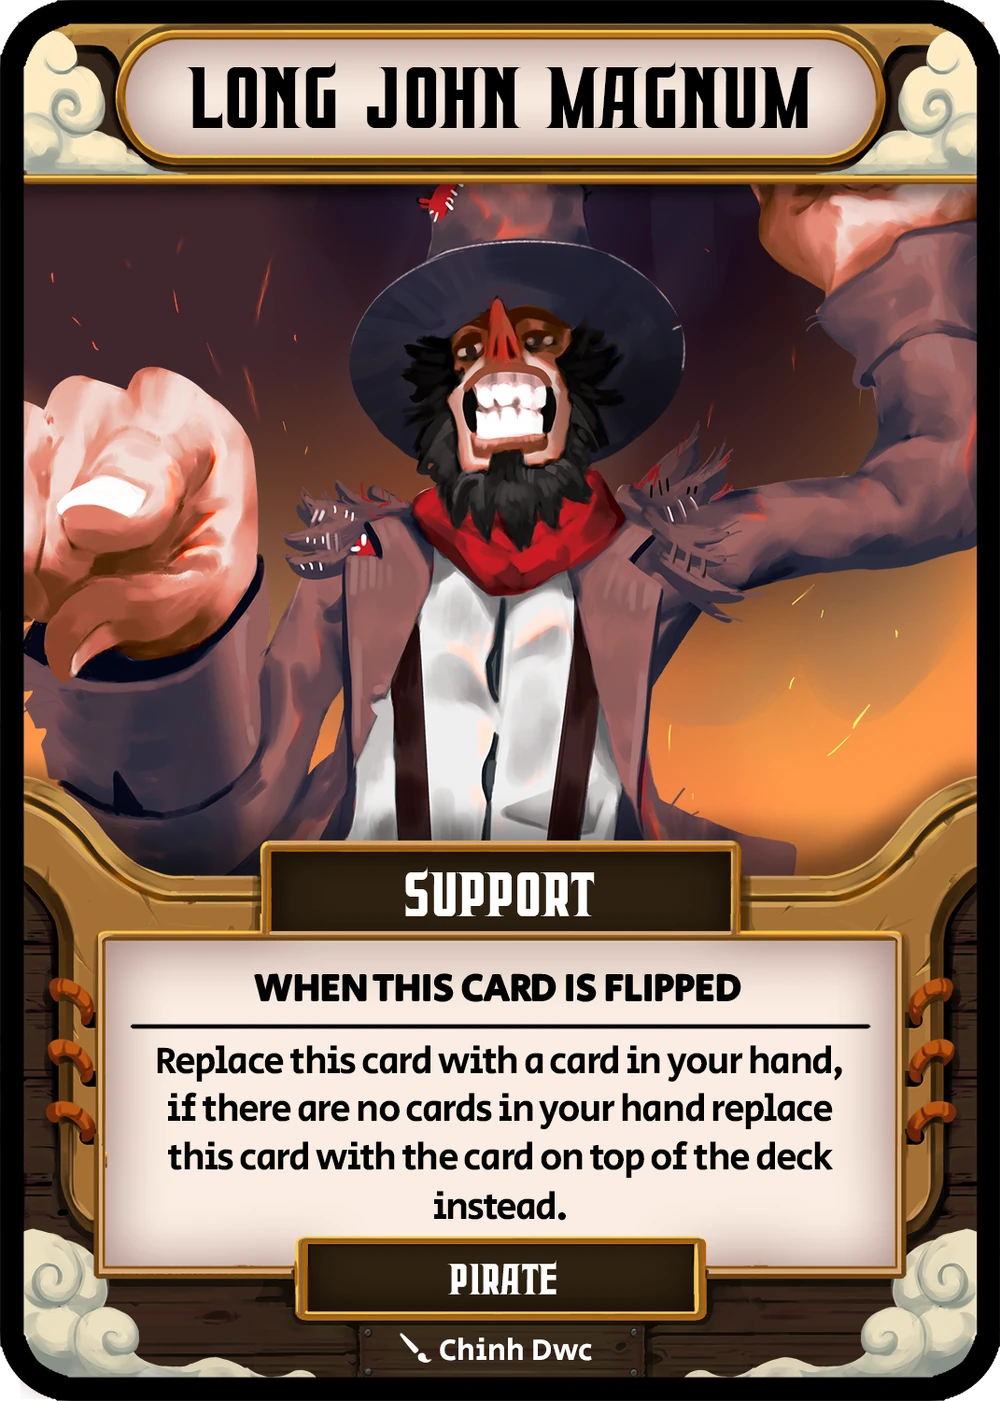 LONG JOHN MAGNUM
SUPPORT
WHEN THIS CARD IS FLIPPED
Replace this card with a card in your hand,
if there are no cards in your hand replace
this card with the card on top of the deck
instead.
PIRATE
Chinh Dwc